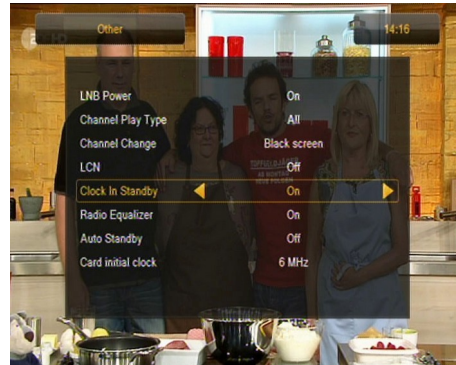 Other
14:16
LNB Power On
Channel Play Type All
Channel Change Black screen
LCN Off
Clock In Standby On
Radio Equalizer On
Auto Standby Off
Card initial clock 6 MHz